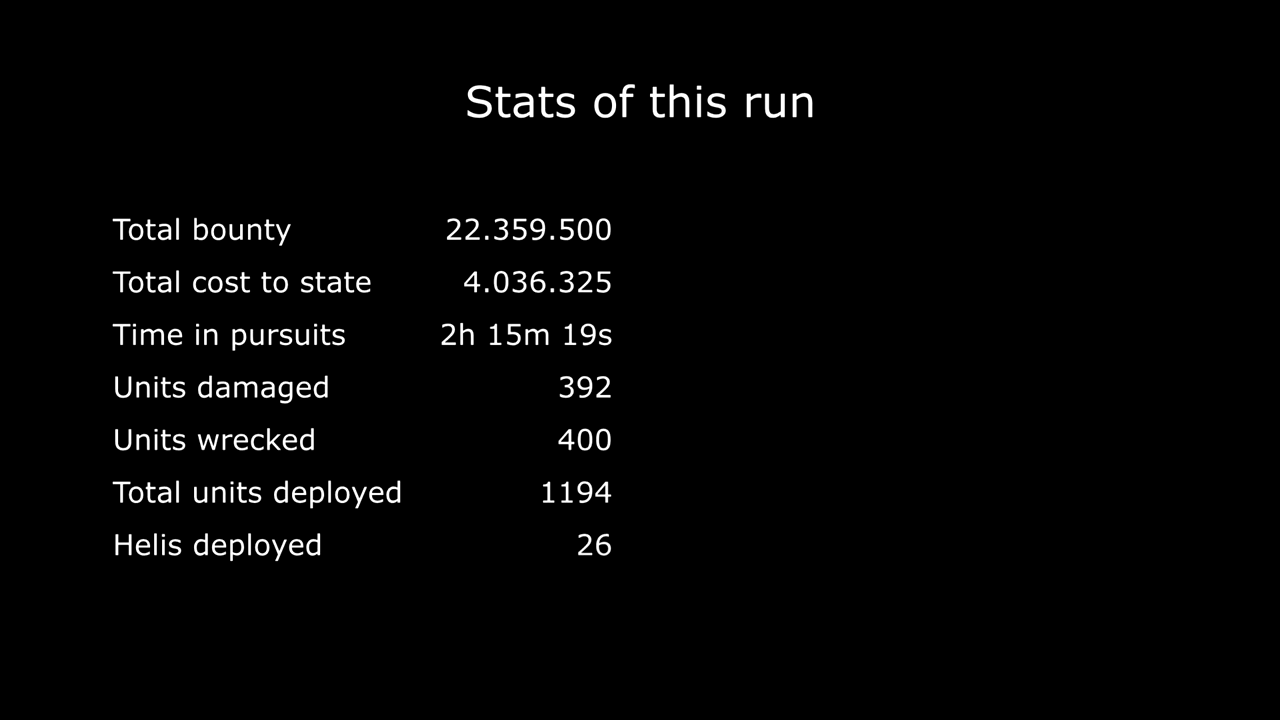 Stats of this run
Total bounty 22.359.500
Total cost to state 4.036.325
Time in pursuits 2h 15m 19s
Units damaged 392
Units wrecked 400
Total units deployed 1194
Helis deployed 26